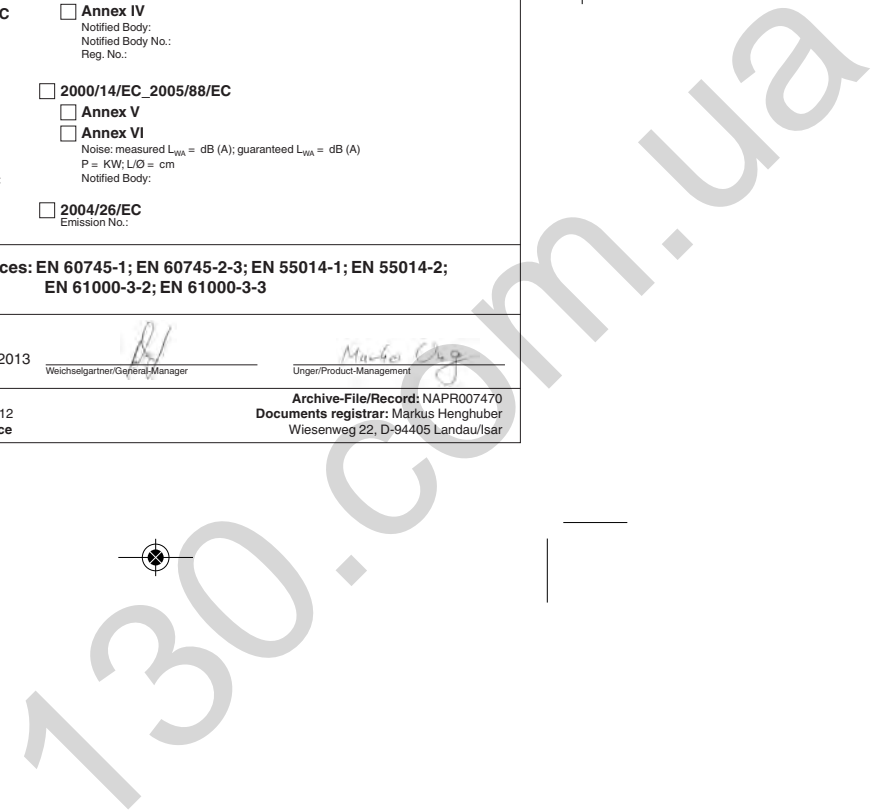 C
Annex IV
Notified Body:
Notified Body No.:
Reg. No.:
2000/14/EC_2005/88/EC
Annex V
Annex VI
Noise: measured LWA = dB (A); guaranteed LWA = dB (A)
P = KW; L/Ø = cm
Notified Body:
2004/26/EC
Emission No.:
ces: EN 60745-1; EN 60745-2-3; EN 55014-1; EN 55014-2;
EN 61000-3-2; EN 61000-3-3
2013
Weichselgartner/General-Manager
Unger/Product-Management
Archive-File/Record: NAPR007470
12 Documents registrar: Markus Henghuber
ce Wiesenweg 22, D-94405 Landau/Isar
130.com.ua